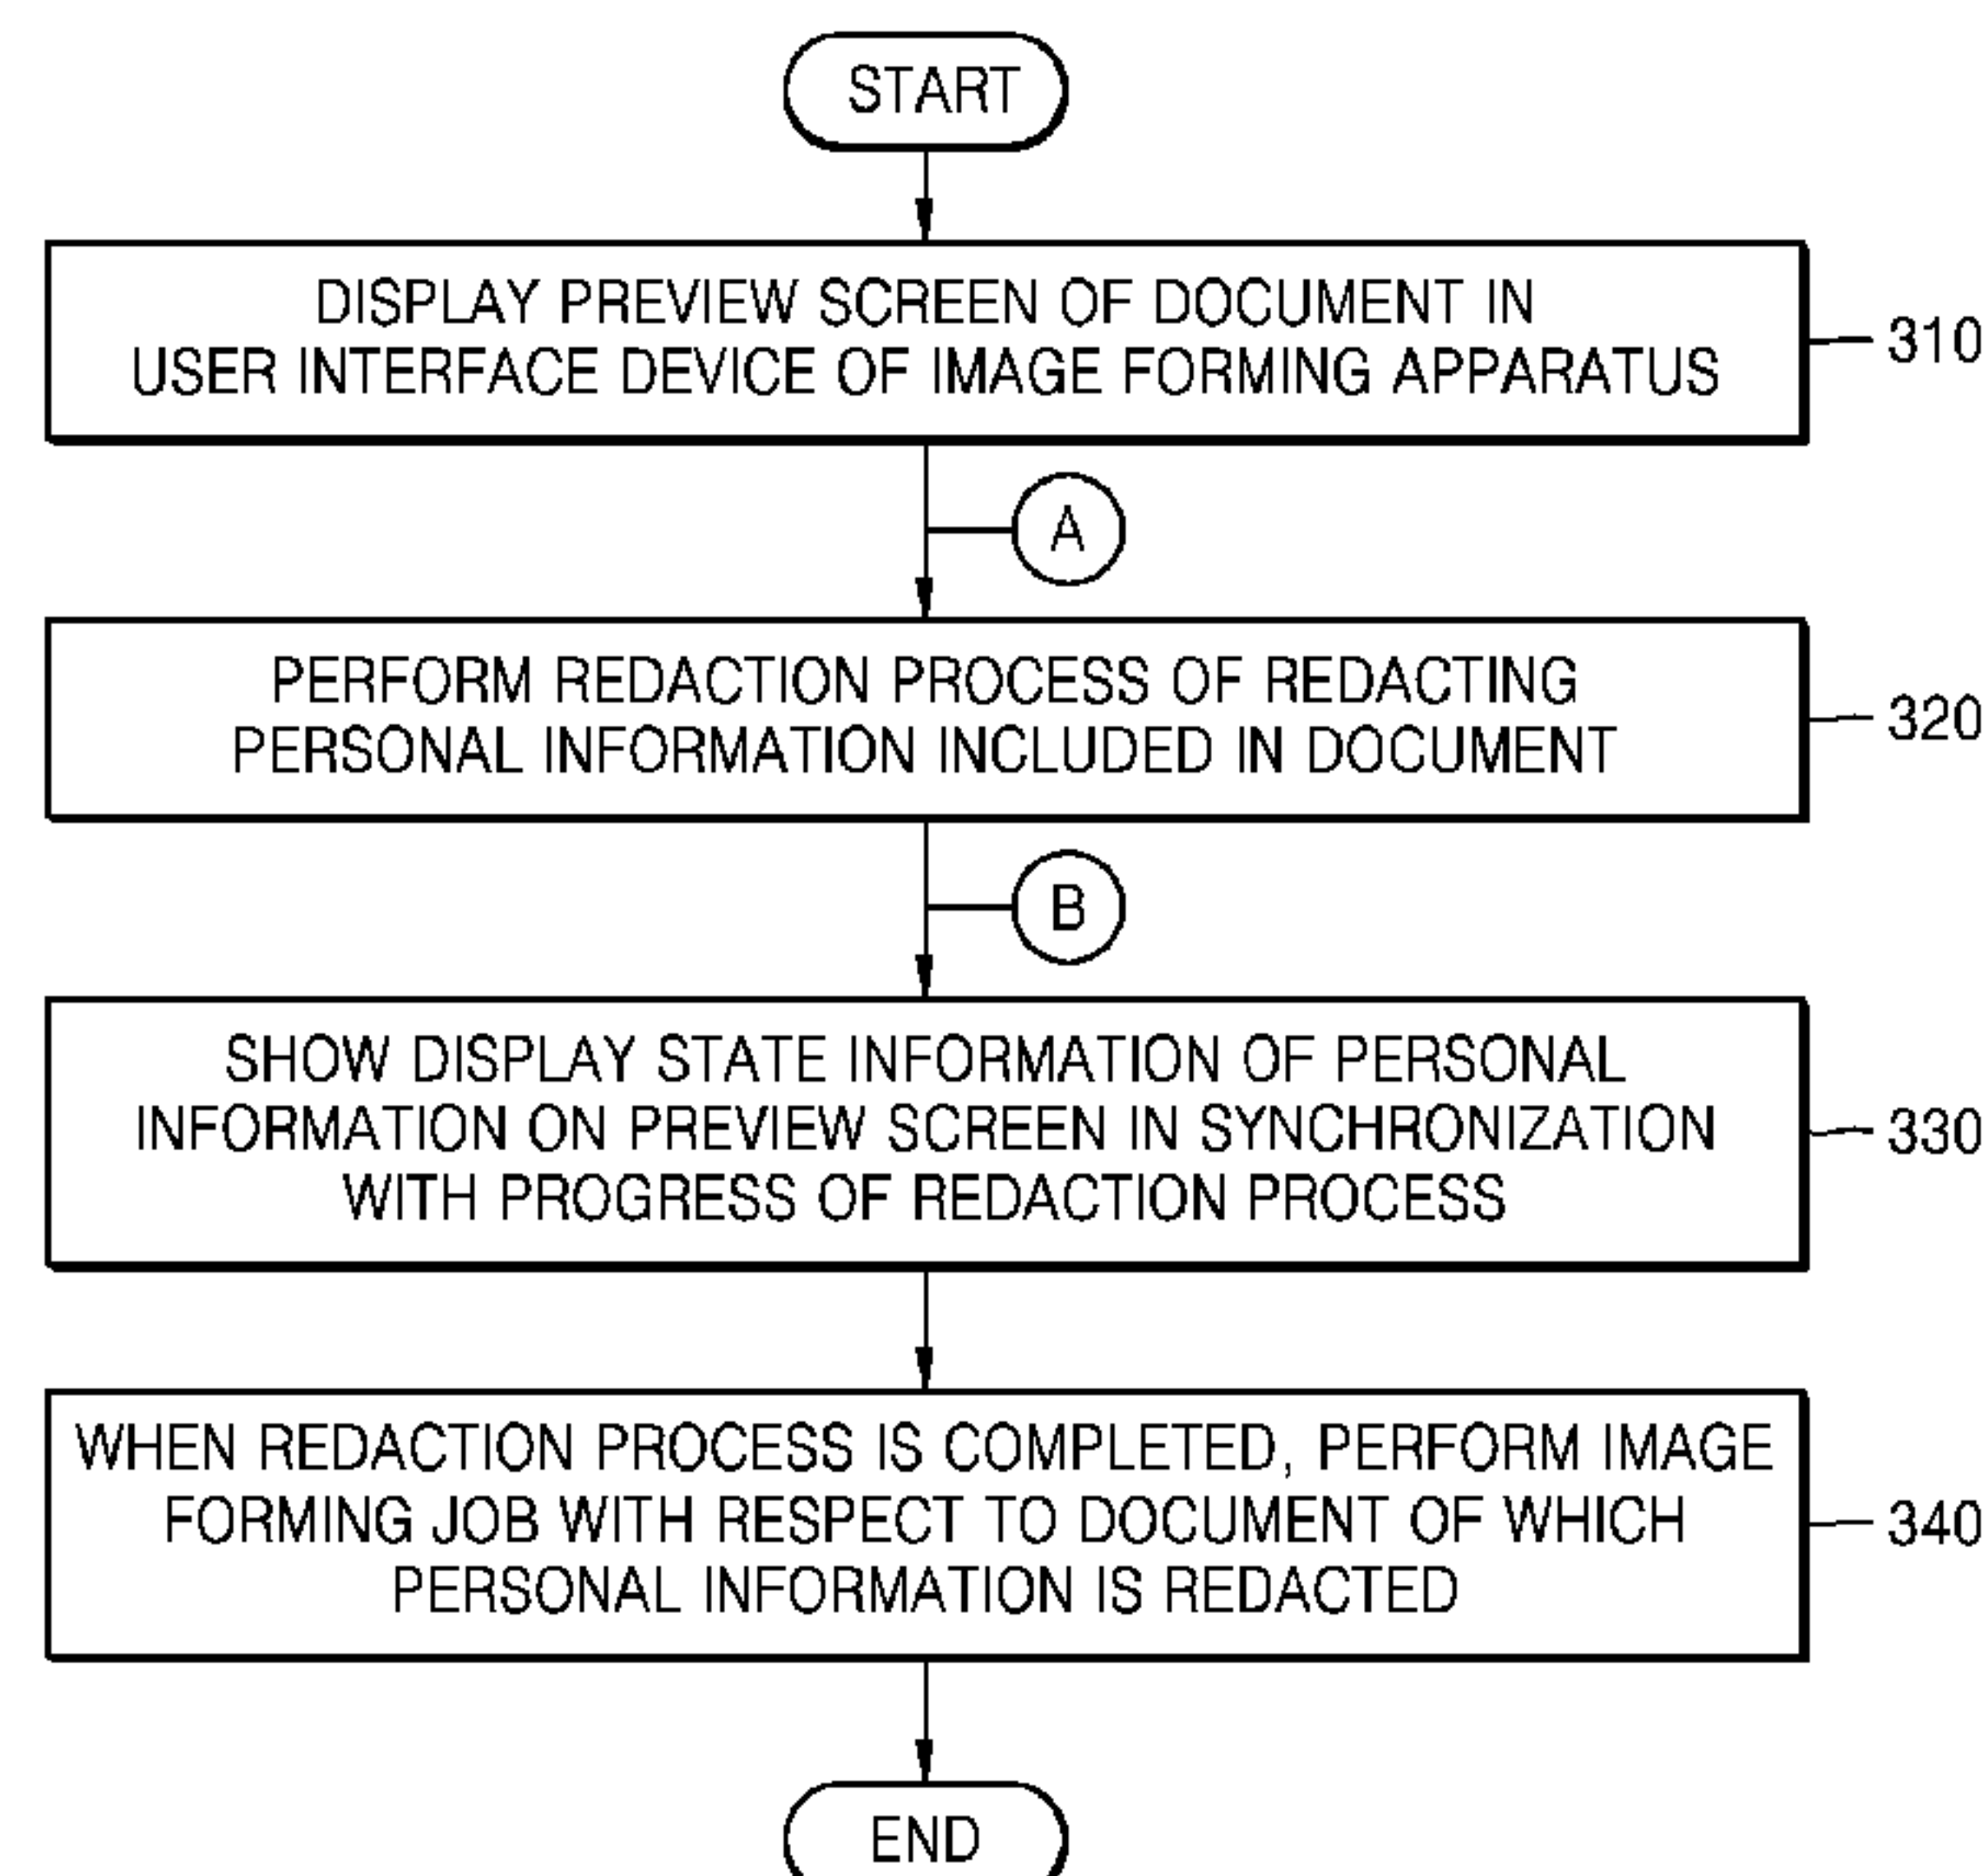 START
DISPLAY PREVIEW SCREEN OF DOCUMENT IN
USER INTERFACE DEVICE OF IMAGE FORMING APPARATUS
310
A
PERFORM REDACTION PROCESS OF REDACTING
PERSONAL INFORMATION INCLUDED IN DOCUMENT
320
B
SHOW DISPLAY STATE INFORMATION OF PERSONAL
INFORMATION ON PREVIEW SCREEN IN SYNCHRONIZATION
WITH PROGRESS OF REDACTION PROCESS
330
WHEN REDACTION PROCESS IS COMPLETED, PERFORM IMAGE
FORMING JOB WITH RESPECT TO DOCUMENT OF WHICH
PERSONAL INFORMATION IS REDACTED
340
END